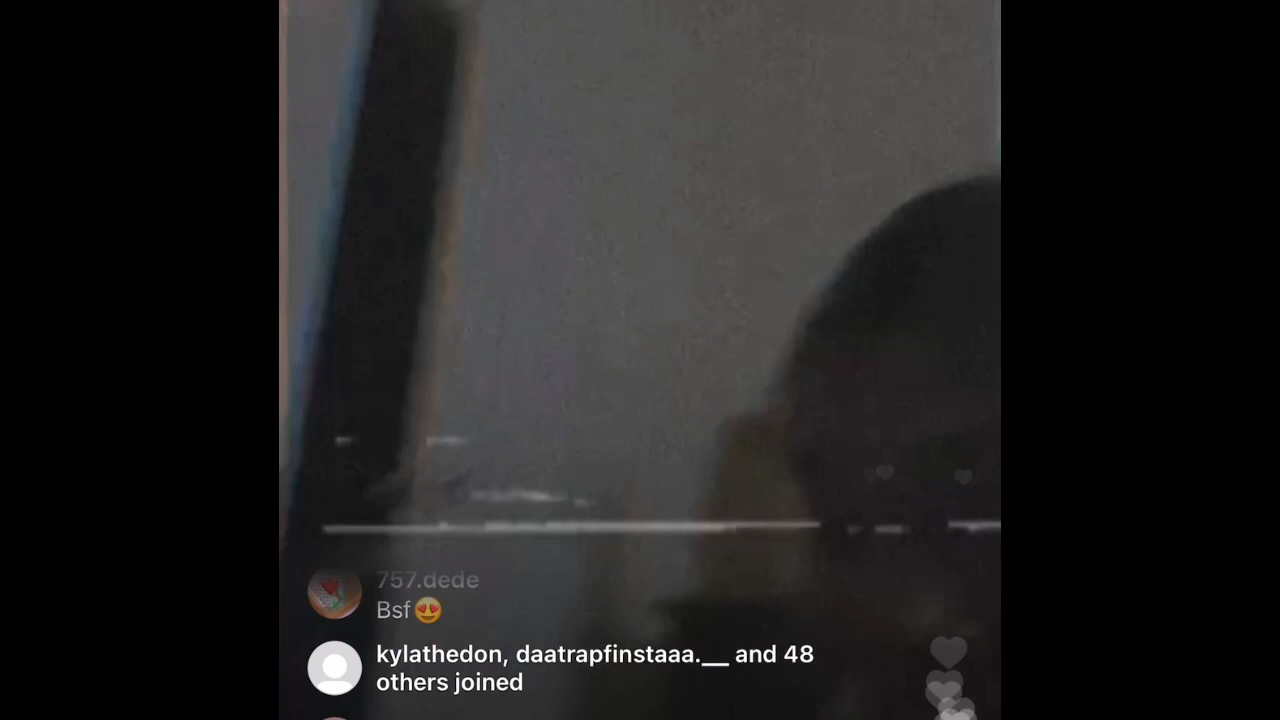 757.dede
Bsf😍
kylathedon, daatrapfinstaaa.__ and 48
others joined